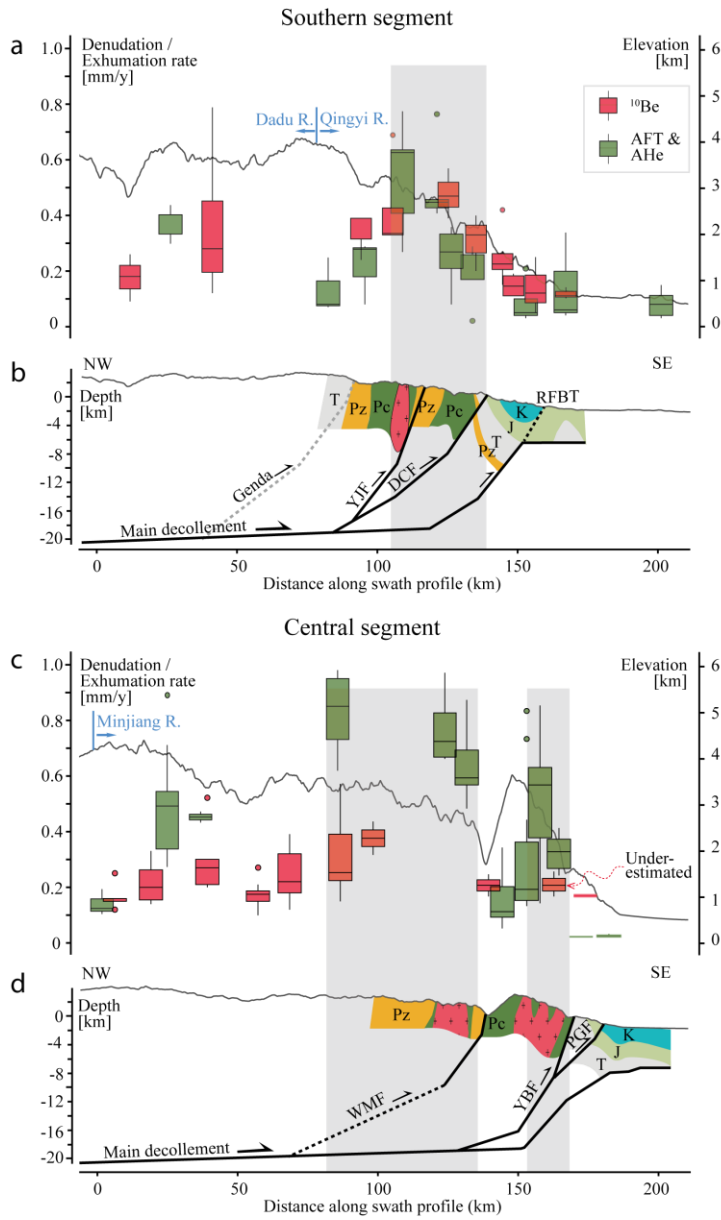 Southern segment
a
Denudation /
Exhumation rate
[mm/y]
Elevation
[km]
1.0
0.8
0.6
0.4
0.2
0
6
5
4
3
2
1
0
Dadu R.
Qingyi R.
10Be
AFT &
AHe
b
NW
SE
Depth
[km]
0
-4
-8
-12
-16
-20
T
Pz
Pc
Pz
Pc
Pz
T
J
K
RFBT
Genda
YJF
DCF
Main decollement
0
50
100
150
200
Distance along swath profile (km)
Central segment
c
Denudation /
Exhumation rate
[mm/y]
Elevation
[km]
1.0
0.8
0.6
0.4
0.2
0
6
5
4
3
2
1
0
Minjiang R.
Under-
estimated
d
NW
SE
Depth
[km]
0
-4
-8
-12
-16
-20
Pz
Pc
K
J
T
WMF
YBF
PGF
Main decollement
0
50
100
150
200
Distance along swath profile (km)